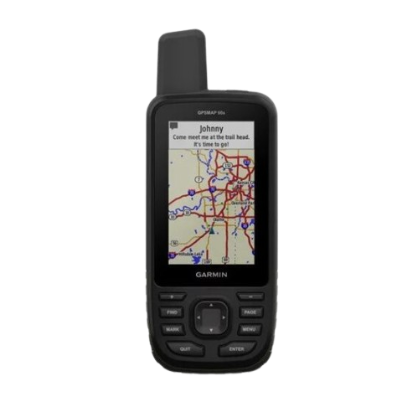 GPSMAP 66s
Johnny
Come meet me at the trail head.
It's time to go!
GARMIN
+
−
FIND
PAGE
MARK
MENU
QUIT
ENTER